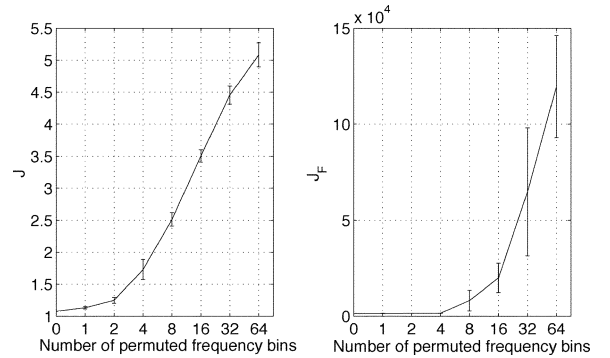 5.5
5
4.5
4
3.5
3
2.5
2
1.5
1
J
0 1 2 4 8 16 32 64
Number of permuted frequency bins
x 10^4
15
10
5
0
J_F
0 1 2 4 8 16 32 64
Number of permuted frequency bins